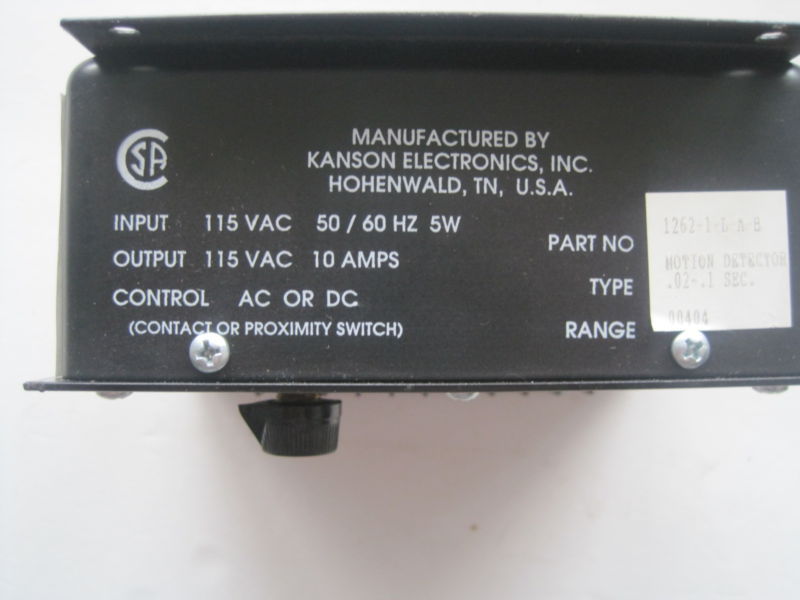 CSA
MANUFACTURED BY
KANSON ELECTRONICS, INC.
HOHENWALD, TN, U.S.A.
INPUT 115 VAC 50 / 60 HZ 5W
OUTPUT 115 VAC 10 AMPS
CONTROL AC OR DC
(CONTACT OR PROXIMITY SWITCH)
PART NO 1262-1-L-A-B
TYPE MOTION DETECTOR
.02-.1 SEC.
RANGE 00404